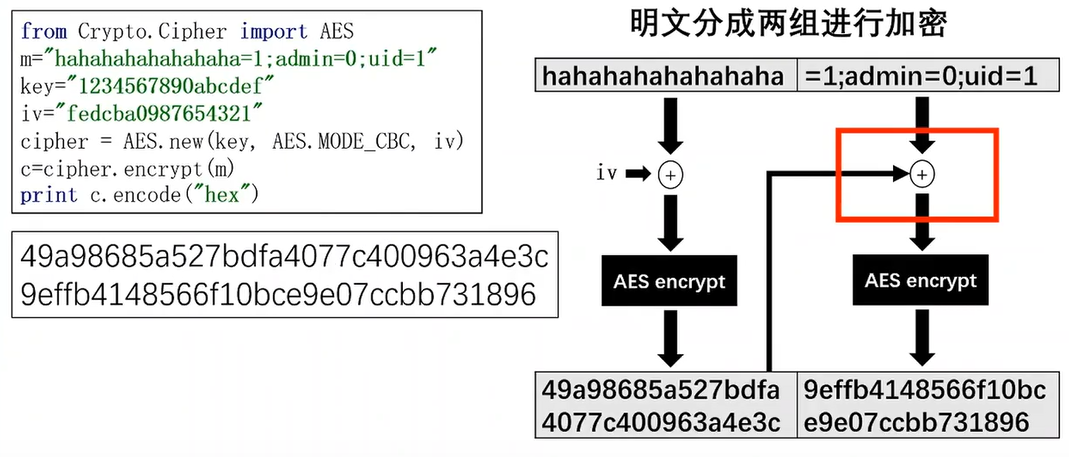 from Crypto.Cipher import AES
m="hahahahahahahaha=1;admin=0;uid=1"
key="1234567890abcdef"
iv="fedcba0987654321"
cipher = AES.new(key, AES.MODE_CBC, iv)
c=cipher.encrypt(m)
print c.encode("hex")
49a98685a527bdfa4077c400963a4e3c
9effb4148566f10bce9e07ccbb731896
明文分成两组进行加密
hahahahahahahaha =1;admin=0;uid=1
iv + +
AES encrypt AES encrypt
49a98685a527bdfa 9effb4148566f10bc
4077c400963a4e3c e9e07ccbb731896